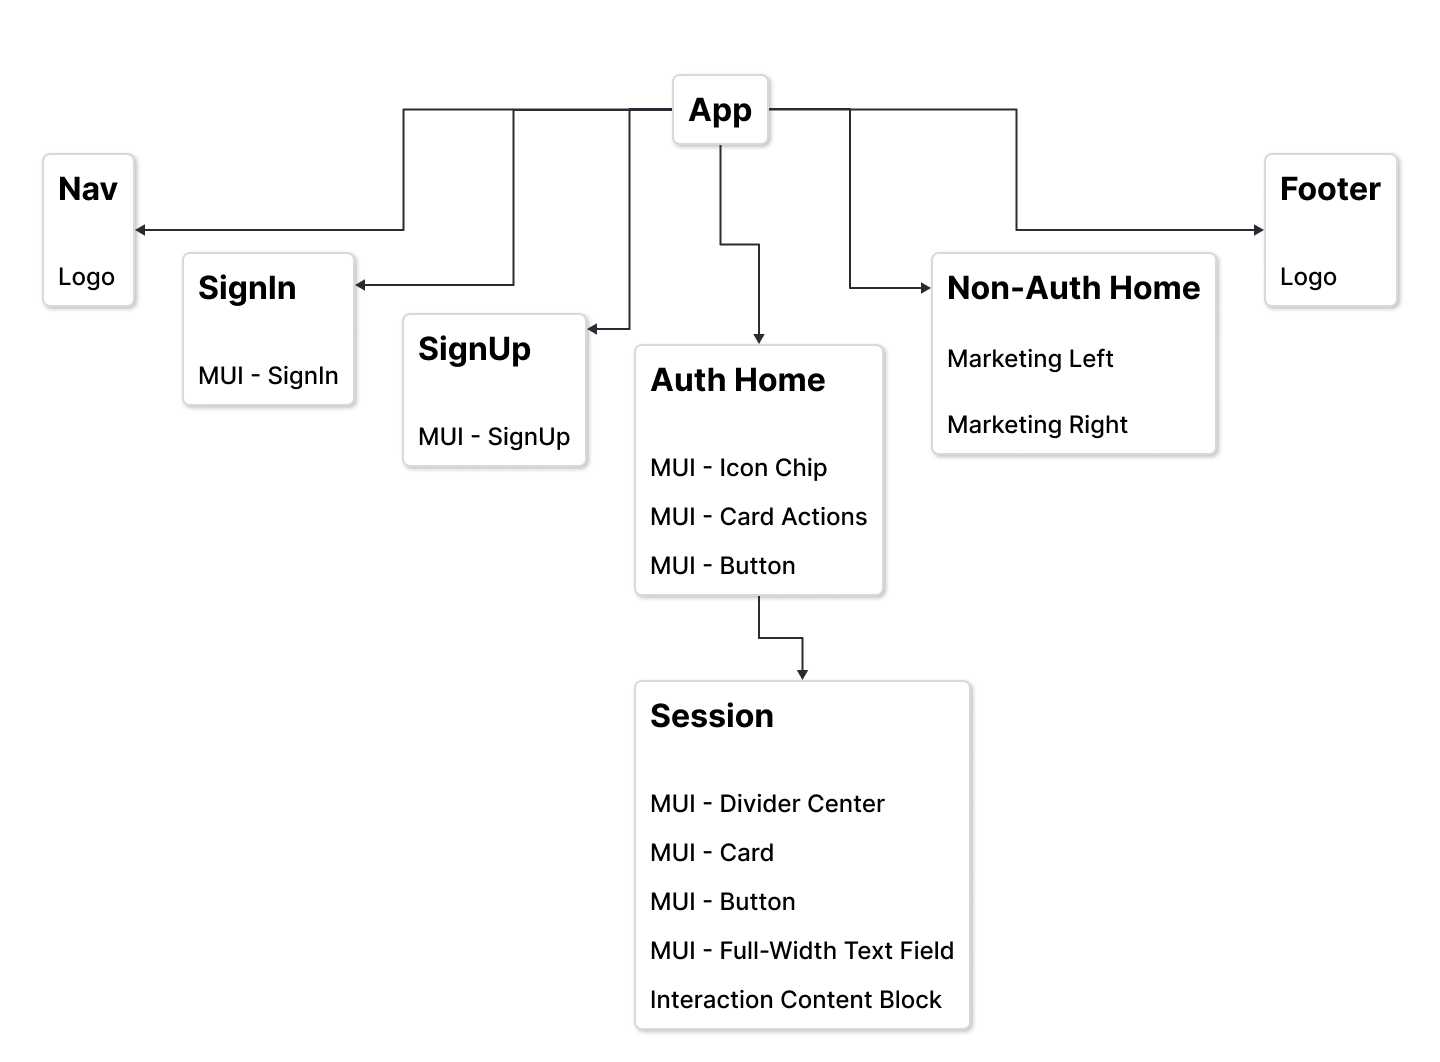 App
Nav
Logo
SignIn
MUI - SignIn
SignUp
MUI - SignUp
Auth Home
MUI - Icon Chip
MUI - Card Actions
MUI - Button
Non-Auth Home
Marketing Left
Marketing Right
Footer
Logo
Session
MUI - Divider Center
MUI - Card
MUI - Button
MUI - Full-Width Text Field
Interaction Content Block